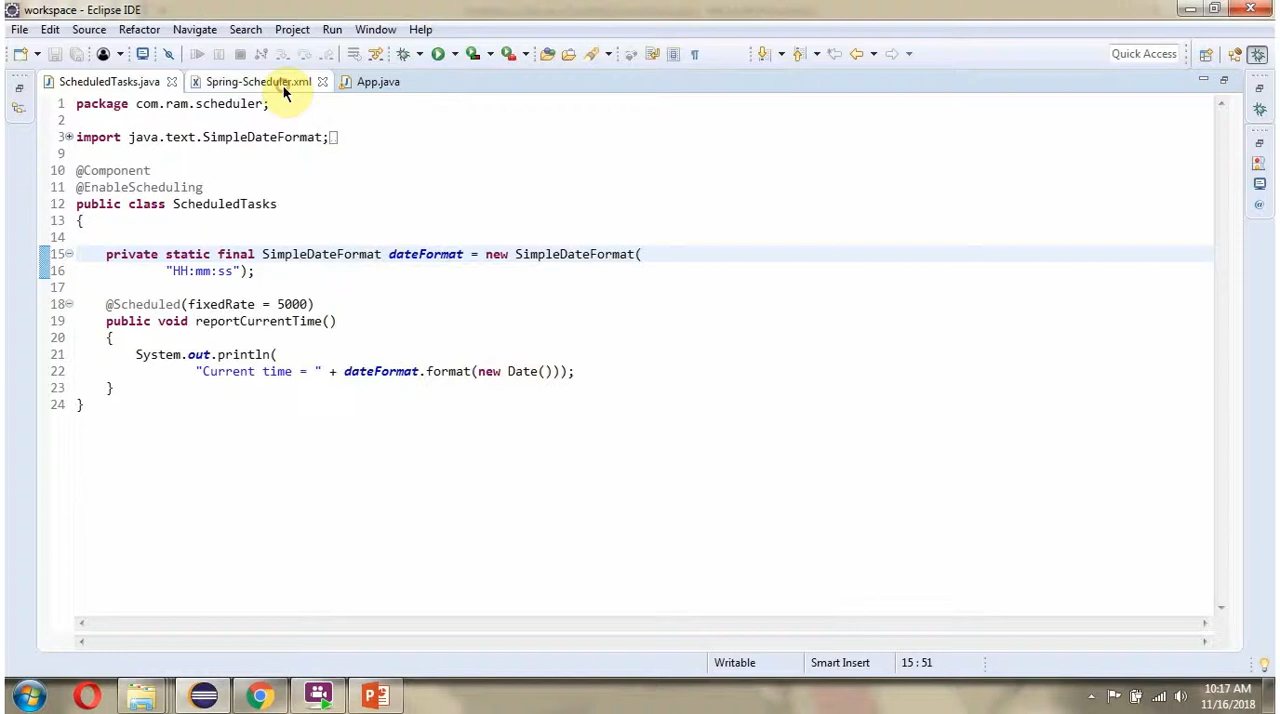 workspace - Eclipse IDE
File Edit Source Refactor Navigate Search Project Run Window Help
Quick Access
ScheduledTasks.java Spring-Scheduler.xml App.java
1 package com.ram.scheduler;
2
3 import java.text.SimpleDateFormat;
9
10 @Component
11 @EnableScheduling
12 public class ScheduledTasks
13 {
14
15 private static final SimpleDateFormat dateFormat = new SimpleDateFormat(
16 "HH:mm:ss");
17
18 @Scheduled(fixedRate = 5000)
19 public void reportCurrentTime()
20 {
21 System.out.println(
22 "Current time = " + dateFormat.format(new Date()));
23 }
24 }
Writable Smart Insert 15 : 51
10:17 AM
11/16/2018